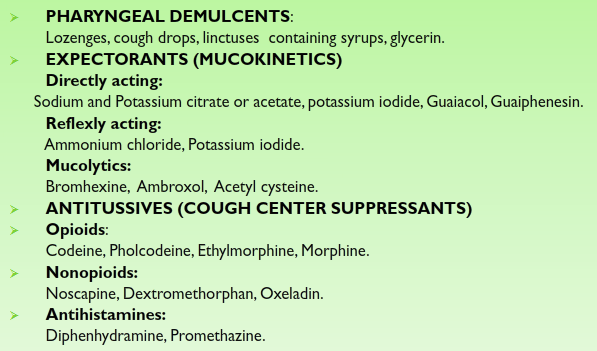 PHARYNGEAL DEMULCENTS:
Lozenges, cough drops, linctuses containing syrups, glycerin.
EXPECTORANTS (MUCOKINETICS)
Directly acting:
Sodium and Potassium citrate or acetate, potassium iodide, Guaiacol, Guaiphenesin.
Reflexly acting:
Ammonium chloride, Potassium iodide.
Mucolytics:
Bromhexine, Ambroxol, Acetyl cysteine.
ANTITUSSIVES (COUGH CENTER SUPPRESSANTS)
Opioids:
Codeine, Pholcodeine, Ethylmorphine, Morphine.
Nonopioids:
Noscapine, Dextromethorphan, Oxeladin.
Antihistamines:
Diphenhydramine, Promethazine.